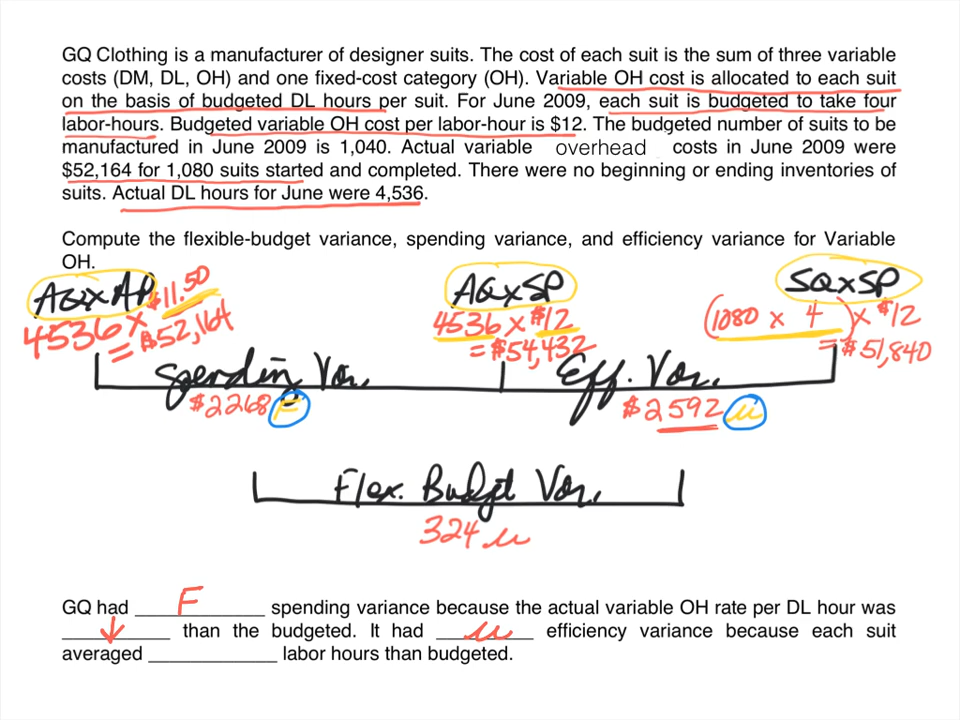 GQ Clothing is a manufacturer of designer suits. The cost of each suit is the sum of three variable
costs (DM, DL, OH) and one fixed-cost category (OH). Variable OH cost is allocated to each suit
on the basis of budgeted DL hours per suit. For June 2009, each suit is budgeted to take four
labor-hours. Budgeted variable OH cost per labor-hour is $12. The budgeted number of suits to be
manufactured in June 2009 is 1,040. Actual variable overhead costs in June 2009 were
$52,164 for 1,080 suits started and completed. There were no beginning or ending inventories of
suits. Actual DL hours for June were 4,536.
Compute the flexible-budget variance, spending variance, and efficiency variance for Variable
OH.
AQ x AP AQ x SP SQ x SP
4536 x $11.50 4536 x $12 (1080 x 4) x $12
= $52,164 = $54,432 = $51,840
Spending Var. Eff. Var.
$2268 F $2592 u
Flex. Budget Var.
324 u
GQ had F spending variance because the actual variable OH rate per DL hour was
↓ than the budgeted. It had u efficiency variance because each suit
averaged ____________ labor hours than budgeted.